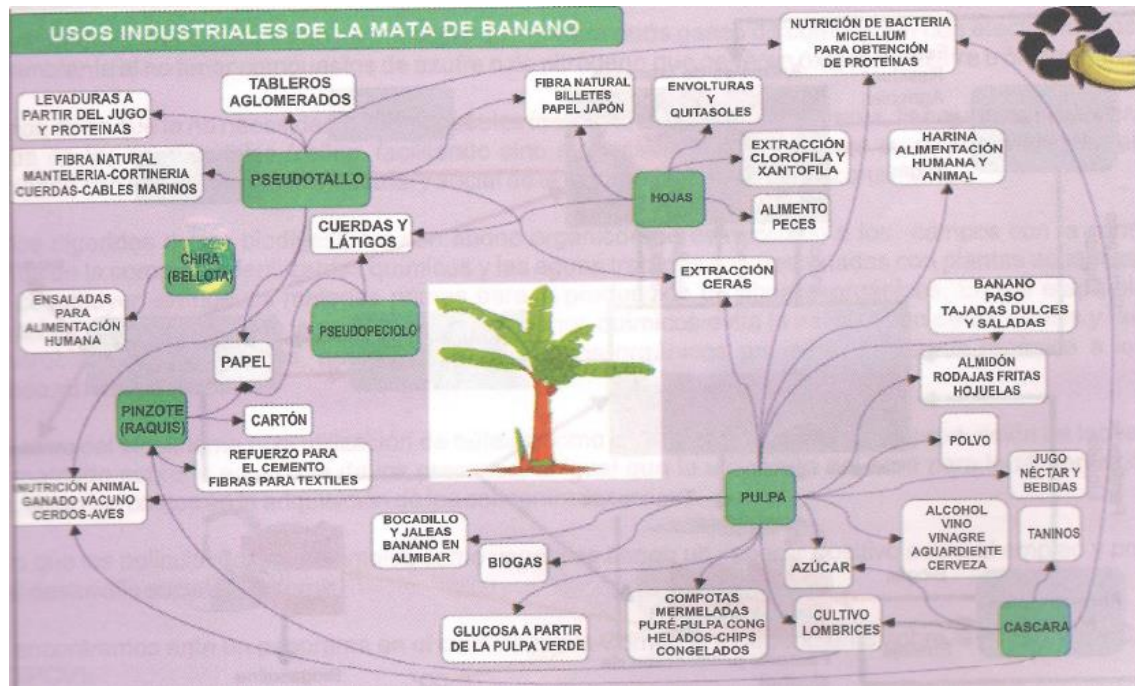 USOS INDUSTRIALES DE LA MATA DE BANANO
LEVADURAS A
PARTIR DEL JUGO
Y PROTEINAS
TABLEROS
AGLOMERADOS
FIBRA NATURAL
BILLETES
PAPEL JAPÓN
ENVOLTURAS
Y
QUITASOLES
NUTRICIÓN DE BACTERIA
MICELLIUM
PARA OBTENCIÓN
DE PROTEÍNAS
FIBRA NATURAL
MANTELERIA-CORTINERIA
CUERDAS-CABLES MARINOS
PSEUDOTALLO
HOJAS
EXTRACCIÓN
CLOROFILA Y
XANTOFILA
HARINA
ALIMENTACIÓN
HUMANA Y
ANIMAL
ALIMENTO
PECES
CHIRA
(BELLOTA)
CUERDAS Y
LÁTIGOS
EXTRACCIÓN
CERAS
ENSALADAS
PARA
ALIMENTACIÓN
HUMANA
PSEUDOPECIOLO
BANANO
PASO
TAJADAS DULCES
Y SALADAS
PAPEL
ALMIDÓN
RODAJAS FRITAS
HOJUELAS
PINZOTE
(RAQUIS)
CARTÓN
POLVO
REFUERZO PARA
EL CEMENTO
FIBRAS PARA TEXTILES
JUGO
NÉCTAR Y
BEBIDAS
NUTRICIÓN ANIMAL
GANADO VACUNO
CERDOS-AVES
PULPA
BOCADILLO
Y JALEAS
BANANO EN
ALMIBAR
BIOGAS
AZÚCAR
ALCOHOL
VINO
VINAGRE
AGUARDIENTE
CERVEZA
TANINOS
GLUCOSA A PARTIR
DE LA PULPA VERDE
COMPOTAS
MERMELADAS
PURÉ-PULPA CONG
HELADOS-CHIPS
CONGELADOS
CULTIVO
LOMBRICES
CASCARA